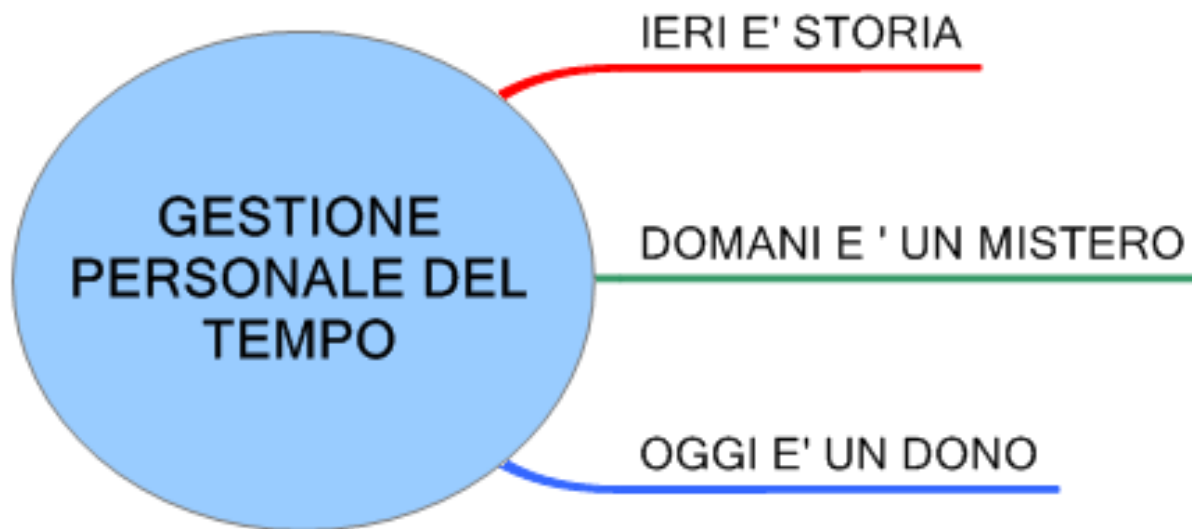 IERI E' STORIA
GESTIONE
PERSONALE DEL
TEMPO
DOMANI E ' UN MISTERO
OGGI E' UN DONO